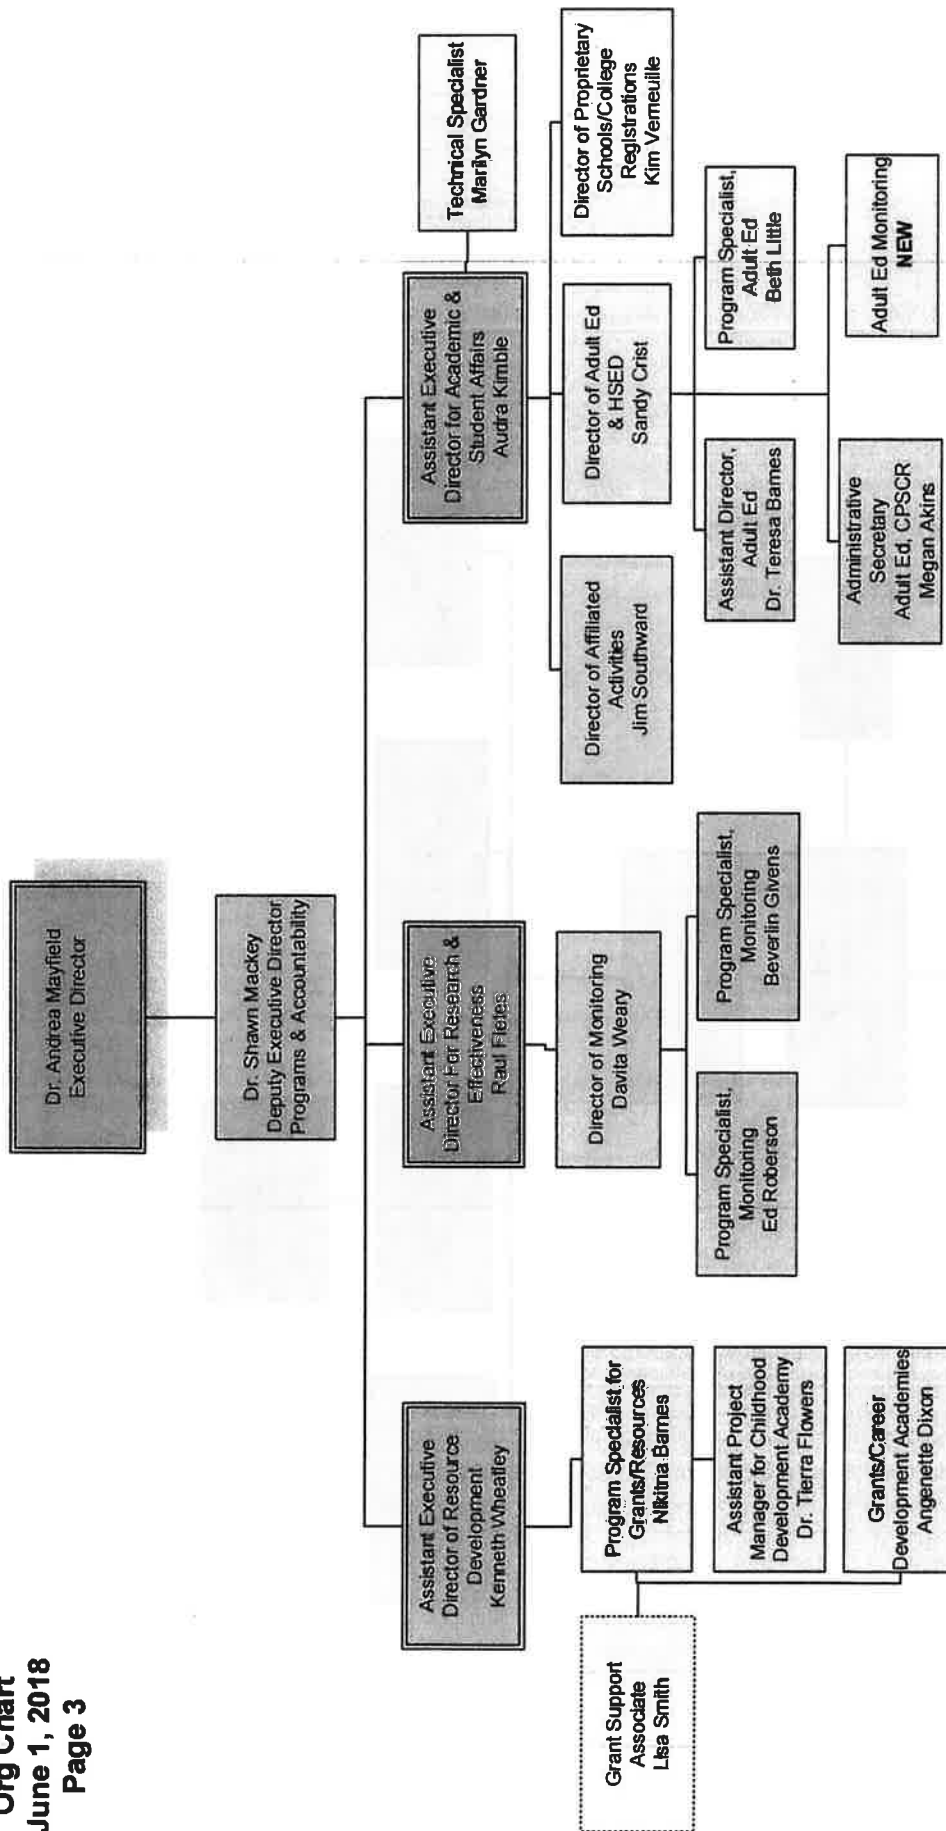 Org Chart
June 1, 2018
Page 3
Dr. Andrea Mayfield
Executive Director
Dr. Shawn Mackey
Deputy Executive Director
Programs & Accountability
Assistant Executive
Director of Resource
Development
Kenneth Wheatley
Assistant Executive
Director For Research &
Effectiveness
Raul Fletes
Assistant Executive
Director for Academic &
Student Affairs
Audra Kimble
Technical Specialist
Marilyn Gardner
Grant Support
Associate
Lisa Smith
Program Specialist for
Grants/Resources
Nikitna Barnes
Assistant Project
Manager for Childhood
Development Academy
Dr. Tierra Flowers
Grants/Career
Development Academies
Angenette Dixon
Director of Monitoring
Davita Weary
Program Specialist,
Monitoring
Ed Roberson
Program Specialist,
Monitoring
Beverlin Givens
Director of Affiliated
Activities
Jim Southward
Director of Adult Ed
& HSED
Sandy Crist
Director of Proprietary
Schools/College
Registrations
Kim Verneuille
Assistant Director,
Adult Ed
Dr. Teresa Barnes
Program Specialist,
Adult Ed
Beth Little
Administrative
Secretary
Adult Ed, CPSCR
Megan Akins
Adult Ed Monitoring
NEW